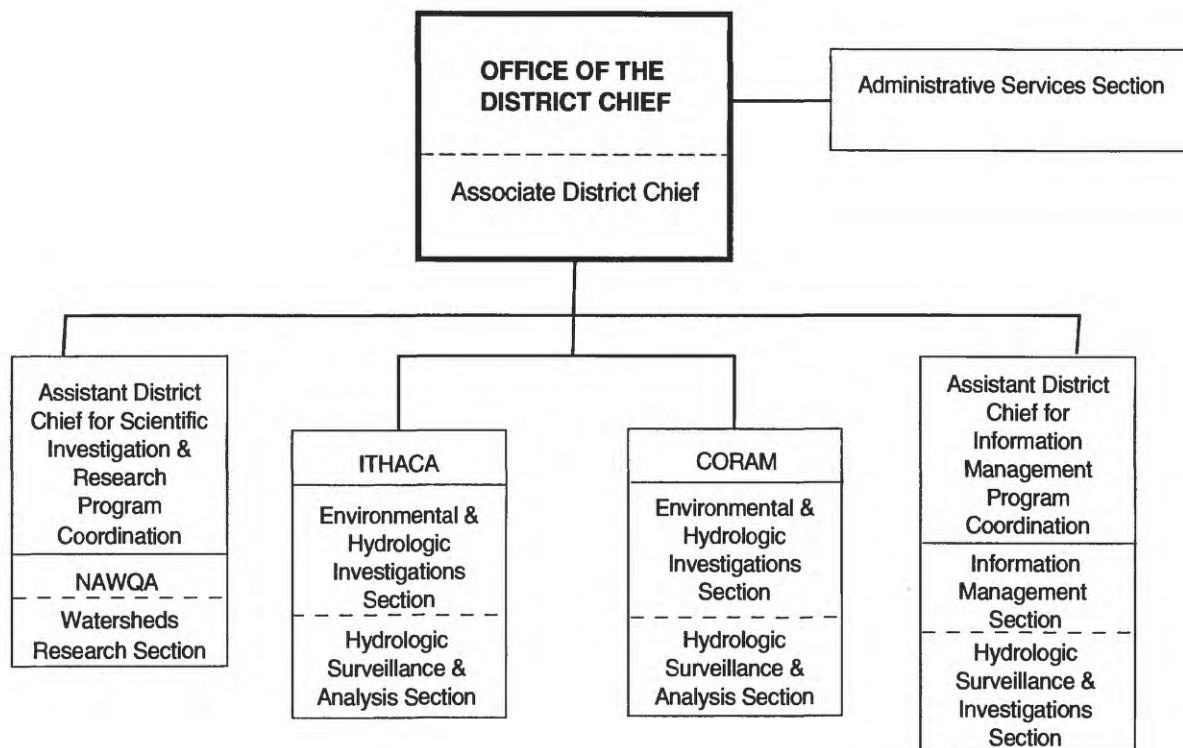 OFFICE OF THE
DISTRICT CHIEF
Associate District Chief
Administrative Services Section
Assistant District
Chief for Scientific
Investigation &
Research
Program
Coordination
NAWQA
Watersheds
Research Section
ITHACA
Environmental &
Hydrologic
Investigations
Section
Hydrologic
Surveillance &
Analysis Section
CORAM
Environmental &
Hydrologic
Investigations
Section
Hydrologic
Surveillance &
Analysis Section
Assistant District
Chief for
Information
Management
Program
Coordination
Information
Management
Section
Hydrologic
Surveillance &
Investigations
Section